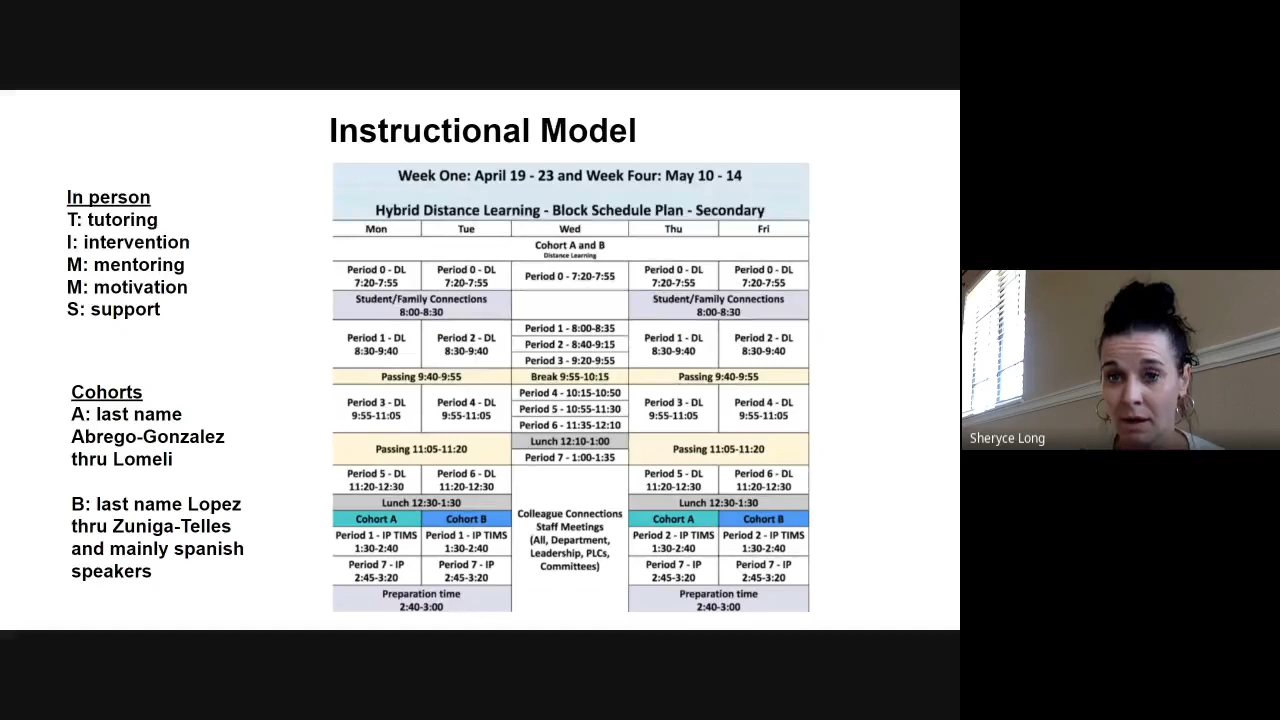 Instructional Model
In person
T: tutoring
I: intervention
M: mentoring
M: motivation
S: support
Cohorts
A: last name
Abrego-Gonzalez
thru Lomeli
B: last name Lopez
thru Zuniga-Telles
and mainly spanish
speakers
Week One: April 19 - 23 and Week Four: May 10 - 14
Hybrid Distance Learning - Block Schedule Plan - Secondary
Mon Tue Wed Thu Fri
Cohort A and B
Distance Learning
Period 0 - DL Period 0 - DL Period 0 - 7:20-7:55 Period 0 - DL Period 0 - DL
7:20-7:55 7:20-7:55 7:20-7:55 7:20-7:55
Student/Family Connections Student/Family Connections
8:00-8:30 8:00-8:30
Period 1 - 8:00-8:35
Period 1 - DL Period 2 - DL Period 2 - 8:40-9:15 Period 1 - DL Period 2 - DL
8:30-9:40 8:30-9:40 8:30-9:40 8:30-9:40
Period 3 - 9:20-9:55
Passing 9:40-9:55 Break 9:55-10:15 Passing 9:40-9:55
Period 4 - 10:15-10:50
Period 3 - DL Period 4 - DL Period 5 - 10:55-11:30 Period 3 - DL Period 4 - DL
9:55-11:05 9:55-11:05 9:55-11:05 9:55-11:05
Period 6 - 11:35-12:10
Lunch 12:10-1:00
Passing 11:05-11:20 Passing 11:05-11:20
Period 7 - 1:00-1:35
Period 5 - DL Period 6 - DL Period 5 - DL Period 6 - DL
11:20-12:30 11:20-12:30 11:20-12:30 11:20-12:30
Lunch 12:30-1:30 Lunch 12:30-1:30
Cohort A Cohort B Cohort A Cohort B
Colleague Connections
Staff Meetings
(All, Department,
Leadership, PLCs,
Committees)
Period 1 - IP TIMS Period 1 - IP TIMS Period 2 - IP TIMS Period 2 - IP TIMS
1:30-2:40 1:30-2:40 1:30-2:40 1:30-2:40
Period 7 - IP Period 7 - IP Period 7 - IP Period 7 - IP
2:45-3:20 2:45-3:20 2:45-3:20 2:45-3:20
Preparation time Preparation time
2:40-3:00 2:40-3:00
Sheryce Long